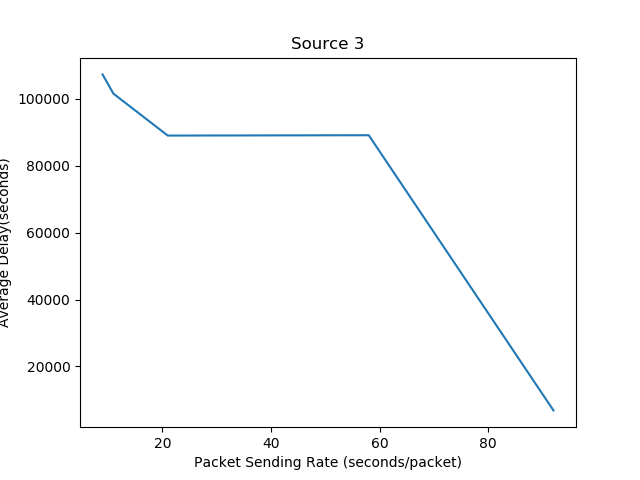 Source 3
100000
80000
60000
40000
20000
Average Delay(seconds)
20 40 60 80
Packet Sending Rate (seconds/packet)